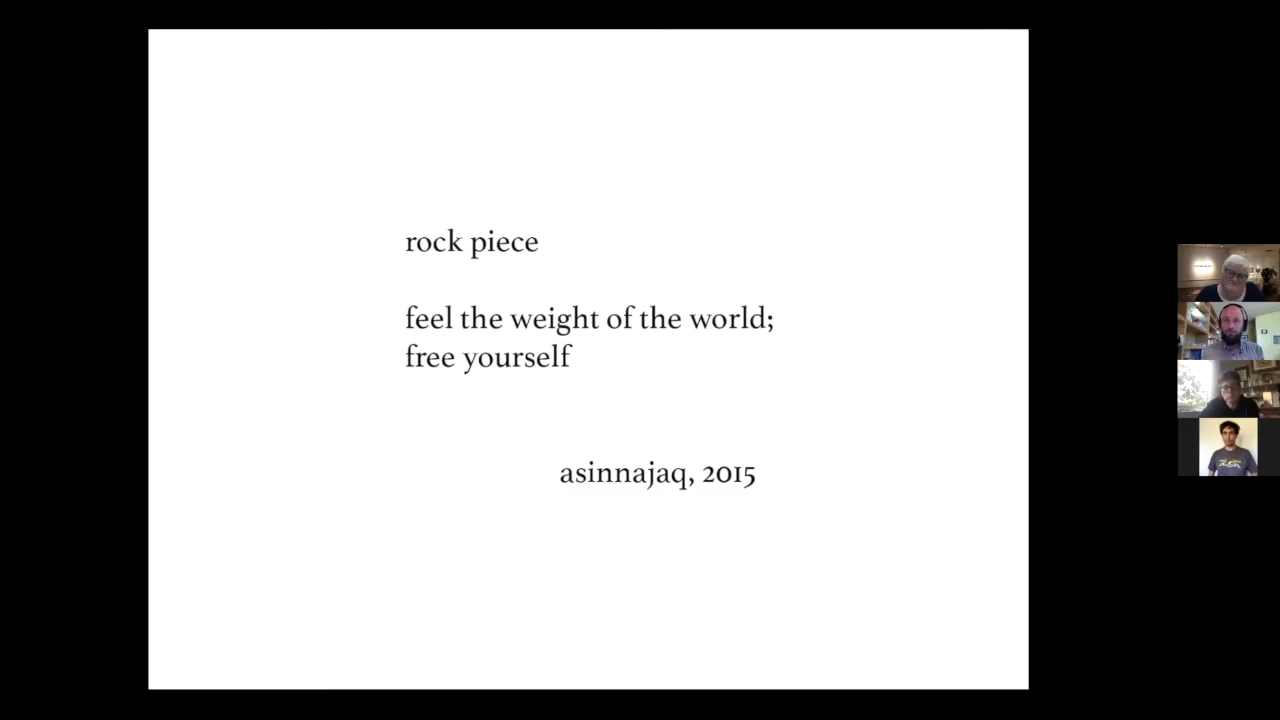 rock piece
feel the weight of the world;
free yourself
asinnajaq, 2015